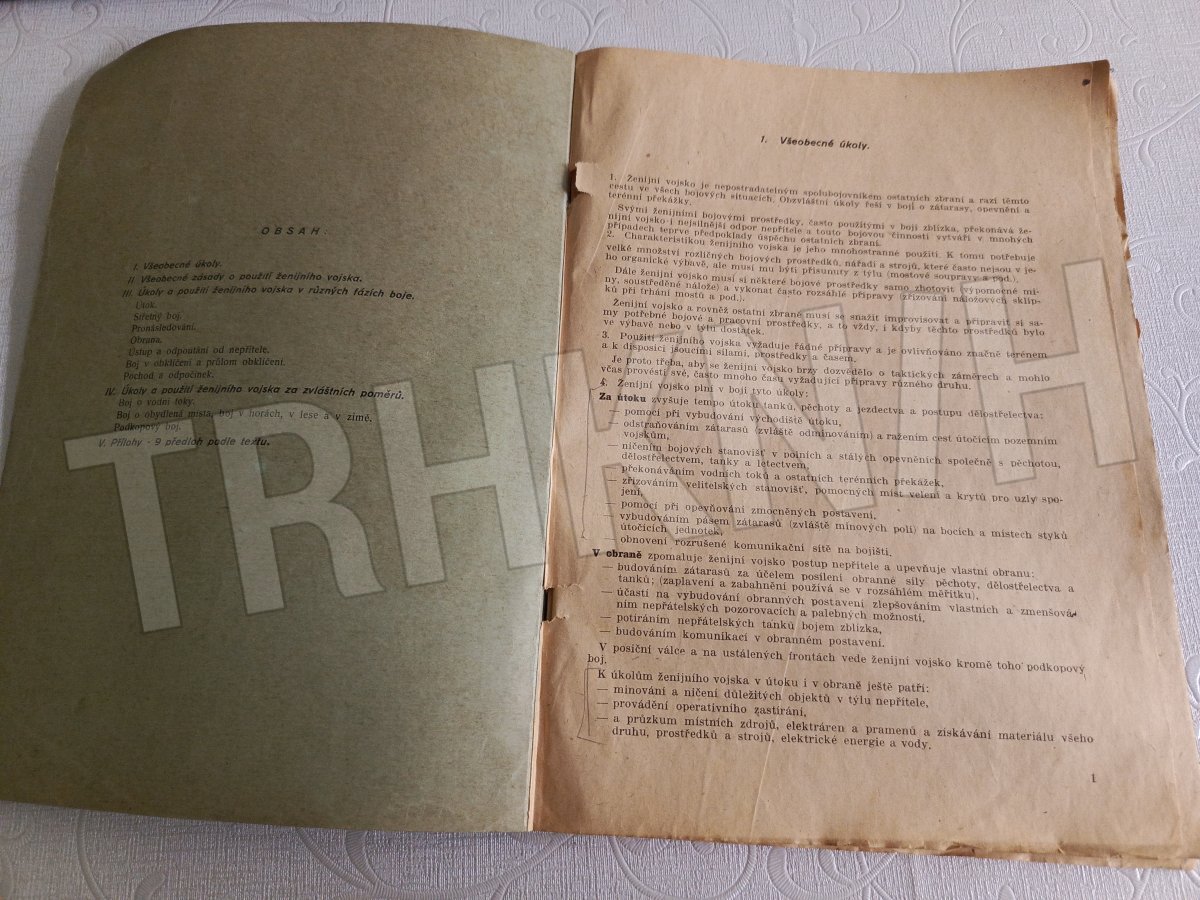 OBSAH:
I. Všeobecné úkoly.
II Všeobecné zásady o použití ženijního vojska.
III. Úkoly a použití ženijního vojska v různých fázích boje.
Útok.
Střetný boj.
Pronásledování.
Obrana.
Ústup a odpoutání od nepřítele.
Boj v obklíčení a průlom obklíčení.
Pochod a odpočinek.
IV. Úkoly a použití ženijního vojska za zvláštních poměrů.
Boj o vodní toky.
Boj o obydlená místa, boj v horách, v lese a v zimě.
Podkopový boj.
V. Přílohy - 9 předloh podle textu.
1. Všeobecné úkoly.
1. Ženijní vojsko je nepostradatelným spolubojovníkem ostatních zbraní a razí těmto
cestu ve všech bojových situacích. Obzvláštní úkoly řeší v boji o zátarasy, opevnění a
terénní překážky.
Svými ženijními bojovými prostředky, často použitými v boji zblízka, překonává že-
nijní vojsko i nejsilnější odpor nepřítele a touto bojovou činností vytváří v mnohých
případech teprve předpoklady úspěchu ostatních zbraní.
2. Charakteristikou ženijního vojska je jeho mnohostranné použití. K tomu potřebuje
velké množství rozličných bojových prostředků, nářadí a strojů, které často nejsou v je-
ho organické výbavě, ale musí mu býti přisunuty z týlu (mostové soupravy a pod.),
Dále ženijní vojsko musí si některé bojové prostředky samo zhotovit (výpomocné mi-
ny, soustředěné nálože) a vykonat často rozsáhlé přípravy (zřizování náložových sklíp-
ků při trhání mostů a pod.).
Ženijní vojsko a rovněž ostatní zbraně musí se snažit improvisovat a připravit si sa-
my potřebné bojové a pracovní prostředky, a to vždy, i kdyby těchto prostředků bylo
ve výbavě nebo v týlu dostatek.
3. Použití ženijního vojska vyžaduje řádné přípravy a je ovlivňováno značně terénem
a k disposici jsoucími silami, prostředky a časem.
Je proto třeba, aby se ženijní vojsko brzy dozvědělo o taktických záměrech a mohlo
včas provést své, často mnoho času vyžadující přípravy různého druhu.
4. Ženijní vojsko plní v boji tyto úkoly:
Za útoku zvyšuje tempo útoku tanků, pěchoty a jezdectva a postupu dělostřelectva:
— pomocí při vybudování východiště útoku,
— odstraňováním zátarasů (zvláště odminováním) a ražením cest útočícím pozemním
vojskům,
— ničením bojových stanovišť v polních a stálých opevněních společně s pěchotou,
dělostřelectvem, tanky a letectvem,
— překonáváním vodních toků a ostatních terénních překážek,
— zřizováním velitelských stanovišť, pomocných míst velení a krytů pro uzly spo-
jení,
— pomocí při opevňování zmocněných postavení,
— vybudováním pásem zátarasů (zvláště minových polí) na bocích a místech styků
útočících jednotek,
— obnovení rozrušené komunikační sítě na bojišti.
V obraně zpomaluje ženijní vojsko postup nepřítele a upevňuje vlastní obranu:
— budováním zátarasů za účelem posílení obranné síly pěchoty, dělostřelectva a
tanků; (zaplavení a zabahnění používá se v rozsáhlém měřítku),
— účastí na vybudování obranných postavení zlepšováním vlastních a zmenšová-
ním nepřátelských pozorovacích a palebných možností,
— potíráním nepřátelských tanků bojem zblízka,
— budováním komunikací v obranném postavení.
V posiční válce a na ustálených frontách vede ženijní vojsko kromě toho podkopový
boj.
K úkolům ženijního vojska v útoku i v obraně ještě patří:
— minování a ničení důležitých objektů v týlu nepřítele,
— provádění operativního zastírání,
— a průzkum místních zdrojů, elektráren a pramenů a získávání materiálu všeho
druhu, prostředků a strojů, elektrické energie a vody.
1